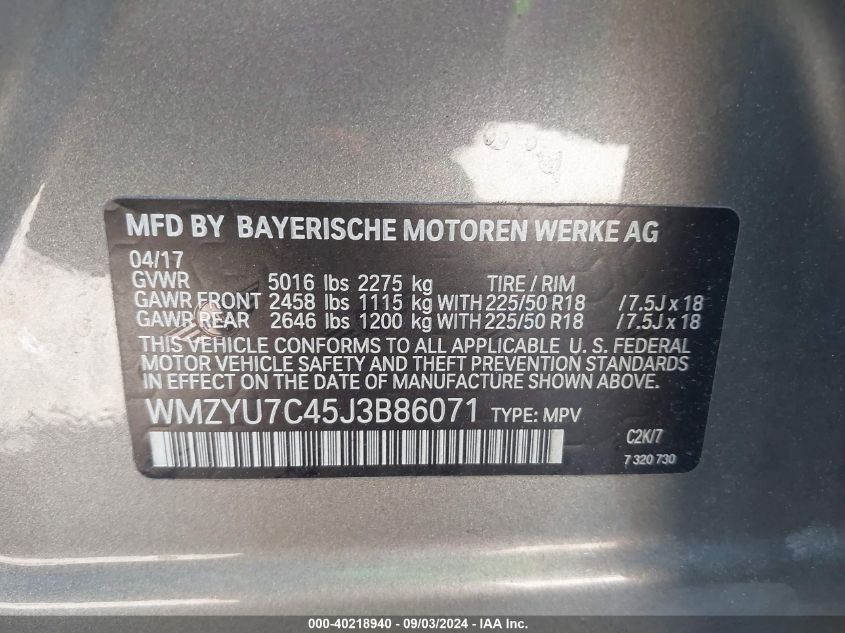 MFD BY BAYERISCHE MOTOREN WERKE AG
04/17
GVWR 5016 lbs 2275 kg TIRE / RIM
GAWR FRONT 2458 lbs 1115 kg WITH 225/50 R18 / 7.5J x 18
GAWR REAR 2646 lbs 1200 kg WITH 225/50 R18 / 7.5J x 18
THIS VEHICLE CONFORMS TO ALL APPLICABLE U. S. FEDERAL
MOTOR VEHICLE SAFETY AND THEFT PREVENTION STANDARDS
IN EFFECT ON THE DATE OF MANUFACTURE SHOWN ABOVE.
WMZYU7C45J3B86071 TYPE: MPV
C2K/7
7 320 730
000-40218940 - 09/03/2024 - IAA Inc.